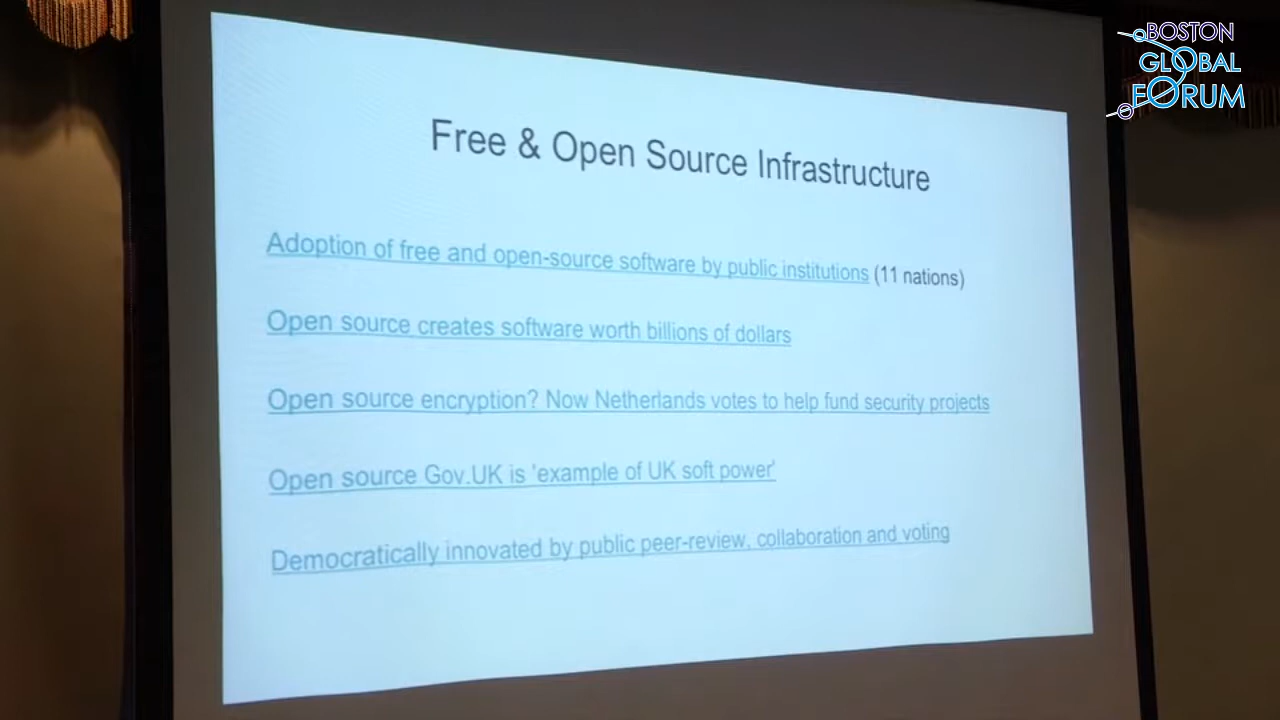 BOSTON
GLOBAL
FORUM
Free & Open Source Infrastructure
Adoption of free and open-source software by public institutions (11 nations)
Open source creates software worth billions of dollars
Open source encryption? Now Netherlands votes to help fund security projects
Open source Gov.UK is 'example of UK soft power'
Democratically innovated by public peer-review, collaboration and voting